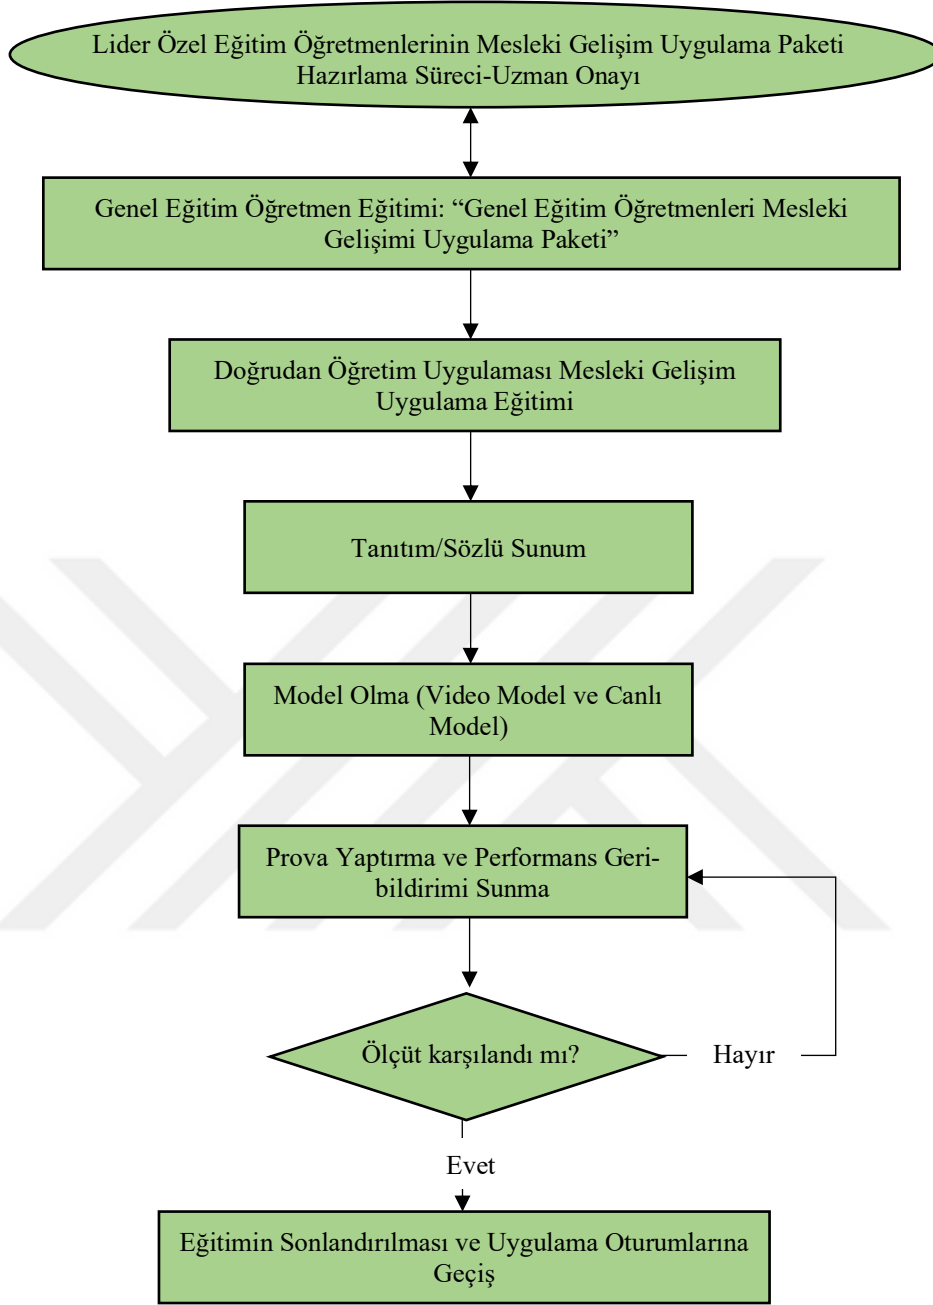 Lider Özel Eğitim Öğretmenlerinin Mesleki Gelişim Uygulama Paketi
Hazırlama Süreci-Uzman Onayı
Genel Eğitim Öğretmen Eğitimi: “Genel Eğitim Öğretmenleri Mesleki
Gelişimi Uygulama Paketi”
Doğrudan Öğretim Uygulaması Mesleki Gelişim
Uygulama Eğitimi
Tanıtım/Sözlü Sunum
Model Olma (Video Model ve Canlı
Model)
Prova Yaptırma ve Performans Geri-
bildirimi Sunma
Ölçüt karşılandı mı?
Hayır
Evet
Eğitimin Sonlandırılması ve Uygulama Oturumlarına
Geçiş